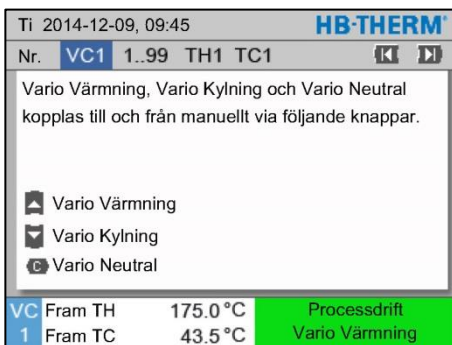 Ti 2014-12-09, 09:45 HB-THERM®
Nr. VC1 1..99 TH1 TC1
Vario Värmning, Vario Kylning och Vario Neutral
kopplas till och från manuellt via följande knappar.
Vario Värmning
Vario Kylning
C Vario Neutral
VC Fram TH 175.0 °C Processdrift
1 Fram TC 43.5 °C Vario Värmning